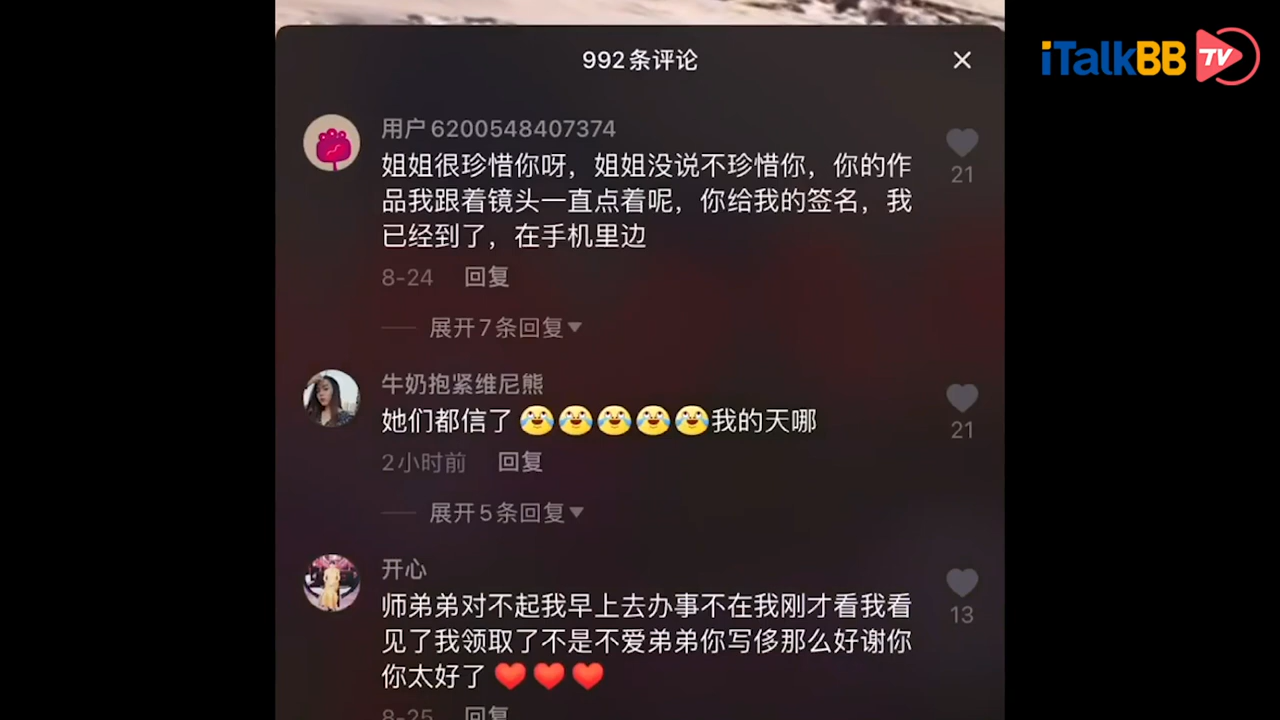 992条评论
iTalkBB TV
用户6200548407374
姐姐很珍惜你呀，姐姐没说不珍惜你，你的作
品我跟着镜头一直点着呢，你给我的签名，我
已经到了，在手机里边
21
8-24 回复
展开7条回复
牛奶抱紧维尼熊
她们都信了😂😂😂😂😂我的天哪
21
2小时前 回复
展开5条回复
开心
师弟弟对不起我早上去办事不在我刚才看我看
见了我领取了不是不爱弟弟你写侈那么好谢你
你太好了❤️❤️❤️
13
8-25 回复